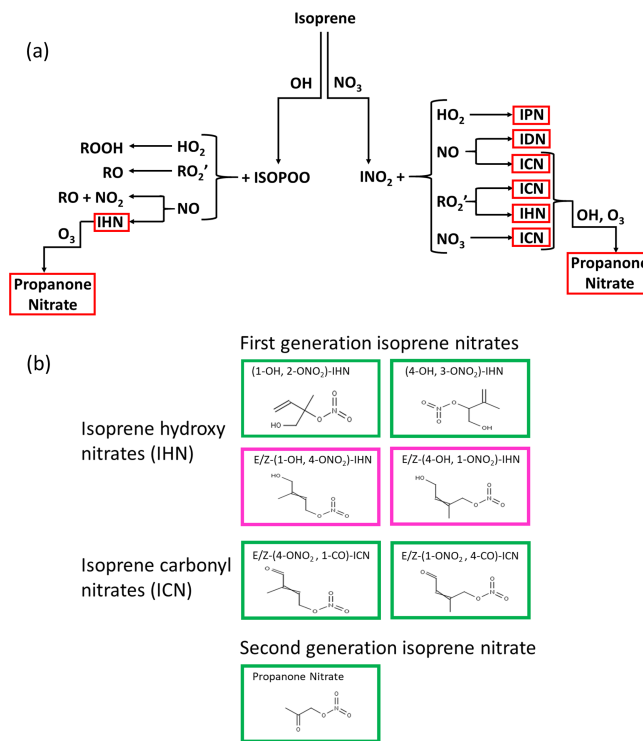 (a)
Isoprene
OH
NO₃
ROOH
HO₂
RO
RO₂’
RO + NO₂
NO
IHN
O₃
Propanone
Nitrate
+ ISOPOO
INO₂ +
HO₂
IPN
NO
IDN
ICN
RO₂’
ICN
IHN
NO₃
ICN
OH, O₃
Propanone
Nitrate
(b)
First generation isoprene nitrates
Isoprene hydroxy
nitrates (IHN)
(1-OH, 2-ONO₂)-IHN
HO
O
N
O
O
(4-OH, 3-ONO₂)-IHN
O
N
O
O
OH
E/Z-(1-OH, 4-ONO₂)-IHN
HO
O
N
O
O
E/Z-(4-OH, 1-ONO₂)-IHN
HO
O
N
O
O
Isoprene carbonyl
nitrates (ICN)
E/Z-(4-ONO₂ , 1-CO)-ICN
O
O
N
O
O
E/Z-(1-ONO₂ , 4-CO)-ICN
O
O
N
O
O
Second generation isoprene nitrate
Propanone Nitrate
O
O
N
O
O